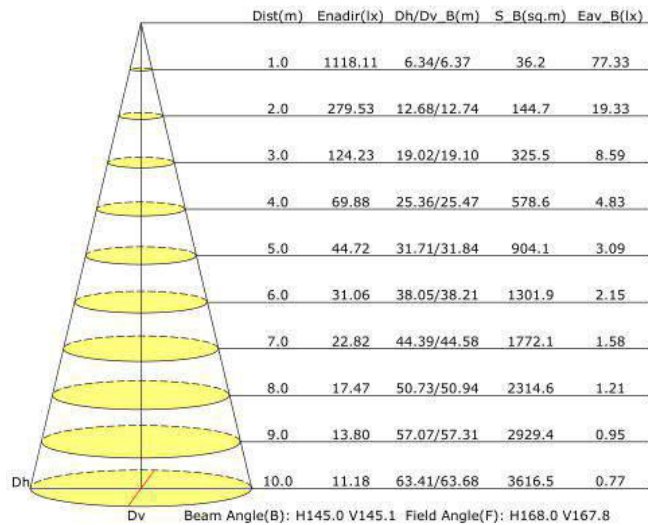 Dist(m) Enadir(lx) Dh/Dv_B(m) S_B(sq.m) Eav_B(lx)
1.0 1118.11 6.34/6.37 36.2 77.33
2.0 279.53 12.68/12.74 144.7 19.33
3.0 124.23 19.02/19.10 325.5 8.59
4.0 69.88 25.36/25.47 578.6 4.83
5.0 44.72 31.71/31.84 904.1 3.09
6.0 31.06 38.05/38.21 1301.9 2.15
7.0 22.82 44.39/44.58 1772.1 1.58
8.0 17.47 50.73/50.94 2314.6 1.21
9.0 13.80 57.07/57.31 2929.4 0.95
Dh 10.0 11.18 63.41/63.68 3616.5 0.77
Dv Beam Angle(B): H145.0 V145.1 Field Angle(F): H168.0 V167.8